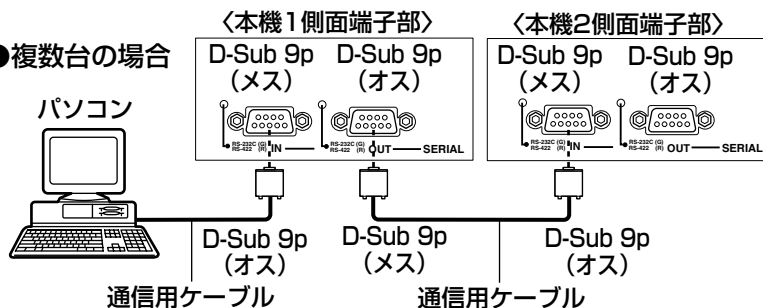 ●複数台の場合
〈本機1側面端子部〉
D-Sub 9p
（メス）
D-Sub 9p
（オス）
RS-232C (G)
RS-422 (R)
IN
RS-232C (G)
RS-422 (R)
OUT
SERIAL
〈本機2側面端子部〉
D-Sub 9p
（メス）
D-Sub 9p
（オス）
RS-232C (G)
RS-422 (R)
IN
RS-232C (G)
RS-422 (R)
OUT
SERIAL
パソコン
D-Sub 9p
（オス）
D-Sub 9p
（メス）
D-Sub 9p
（オス）
通信用ケーブル
通信用ケーブル